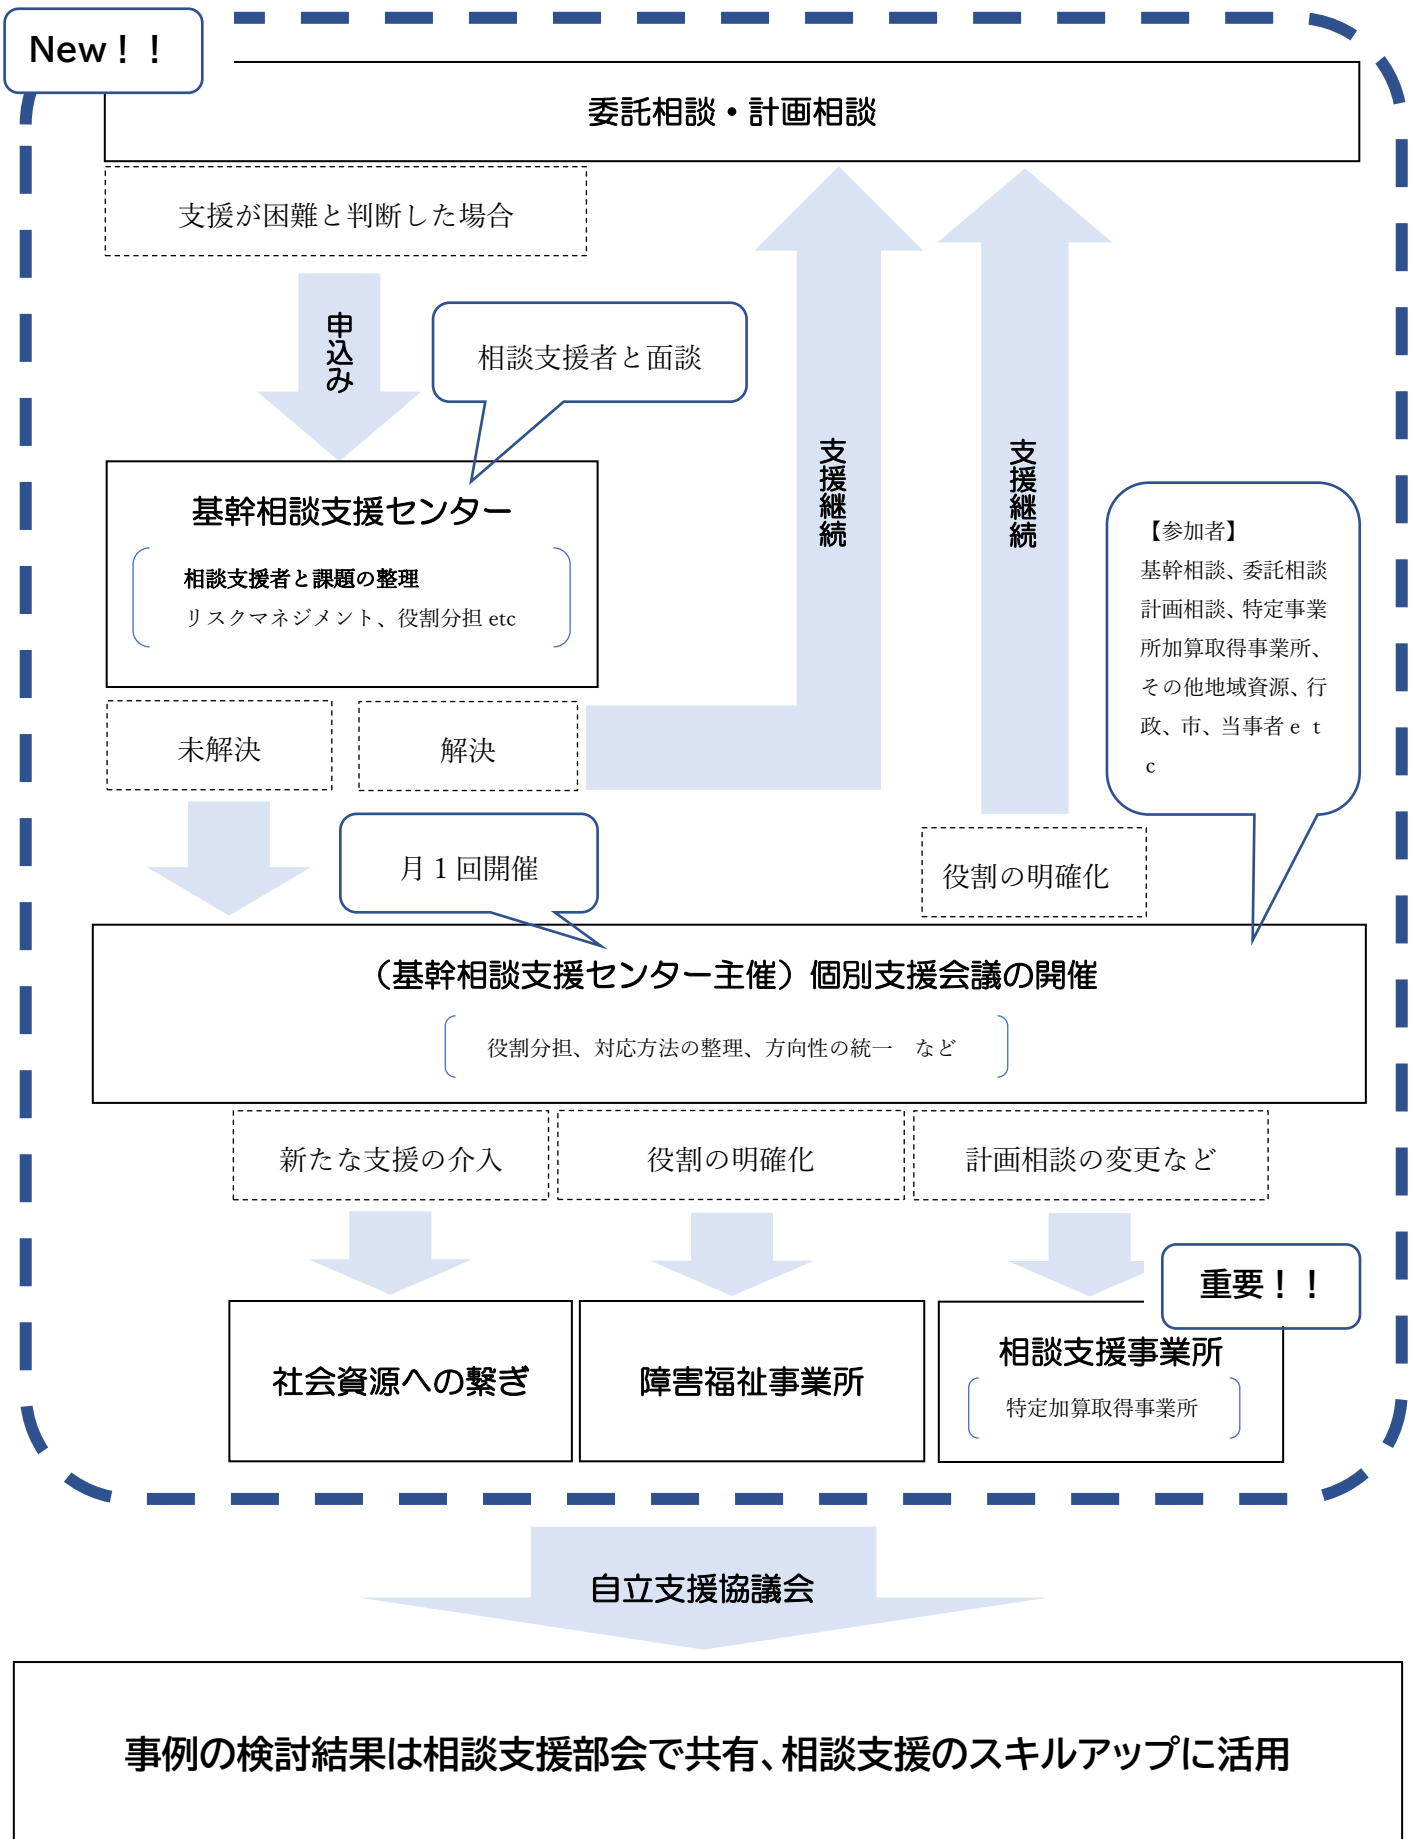 New！！
委託相談・計画相談
支援が困難と判断した場合
申込み
相談支援者と面談
支援継続
支援継続
基幹相談支援センター
相談支援者と課題の整理
リスクマネジメント、役割分担 etc
【参加者】
基幹相談、委託相談
計画相談、特定事業
所加算取得事業所、
その他地域資源、行
政、市、当事者ｅｔ
ｃ
未解決
解決
月１回開催
役割の明確化
（基幹相談支援センター主催）個別支援会議の開催
役割分担、対応方法の整理、方向性の統一　など
新たな支援の介入
役割の明確化
計画相談の変更など
重要！！
社会資源への繋ぎ
障害福祉事業所
相談支援事業所
特定加算取得事業所
自立支援協議会
事例の検討結果は相談支援部会で共有、相談支援のスキルアップに活用